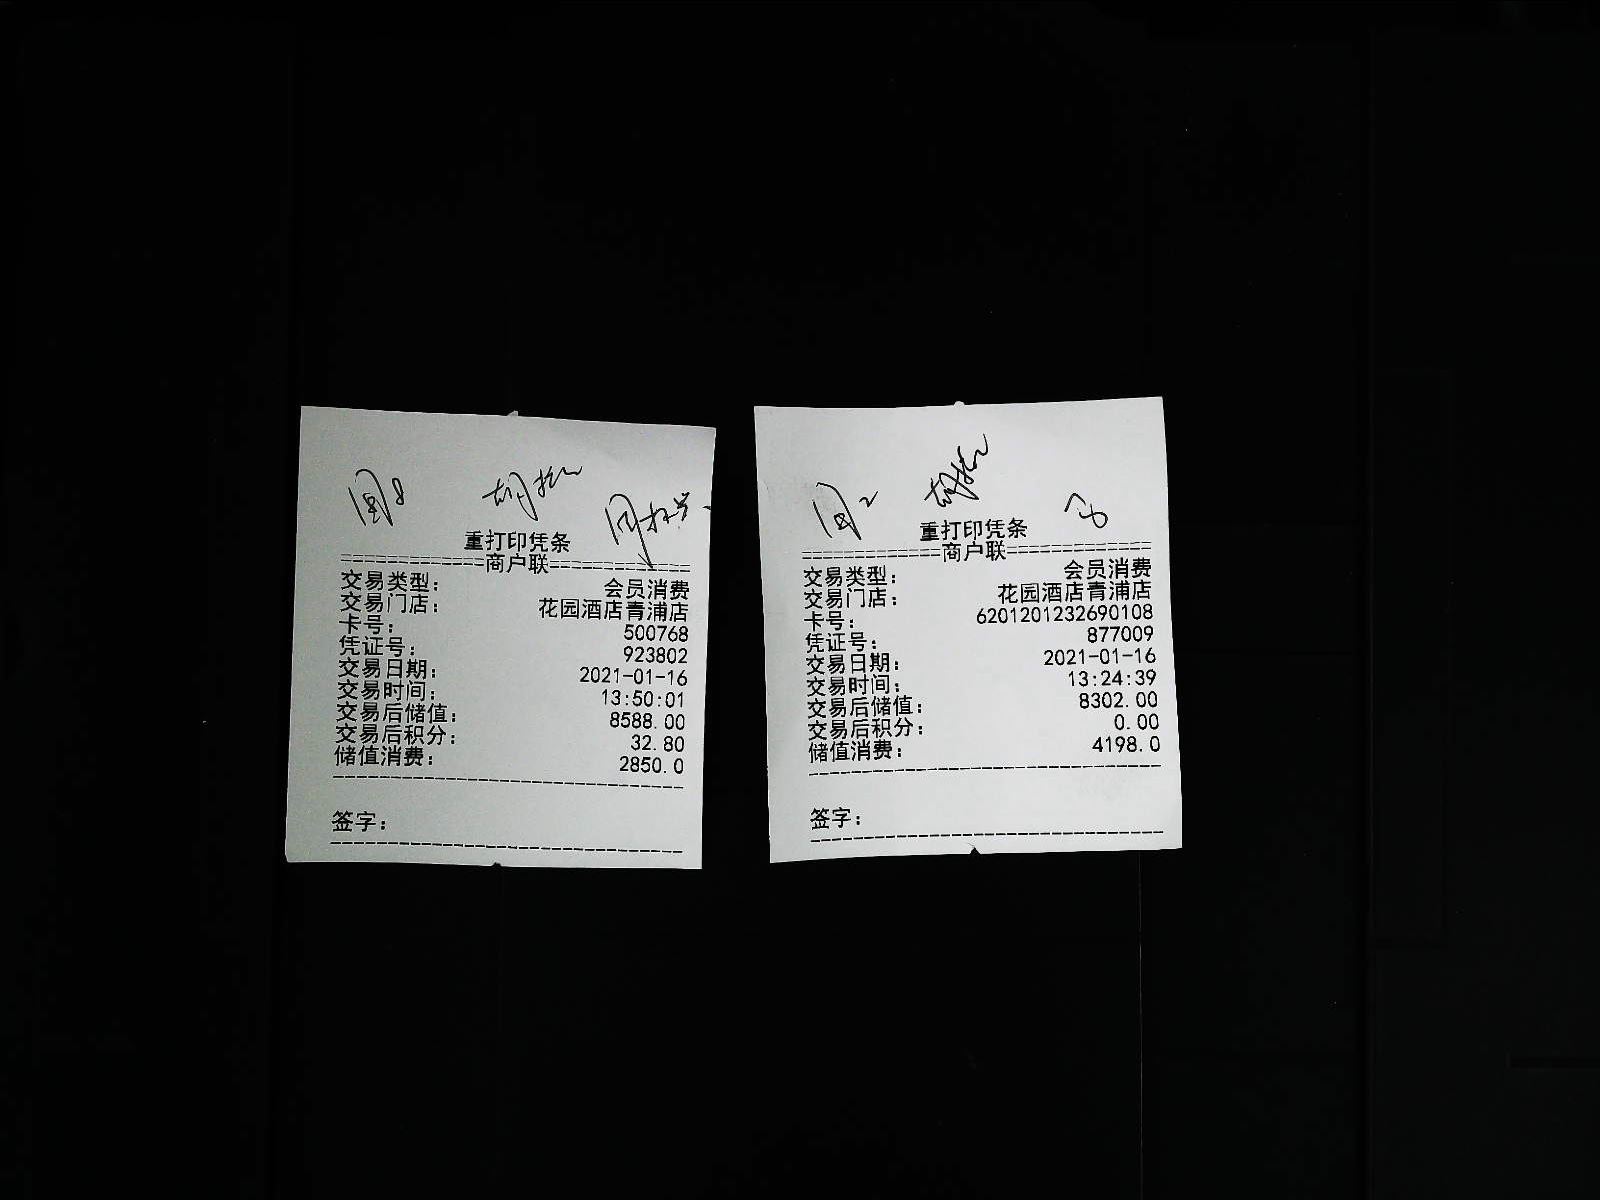 重打印凭条
============商户联============
交易类型: 会员消费
交易门店: 花园酒店青浦店
卡号: 500768
凭证号: 923802
交易日期: 2021-01-16
交易时间: 13:50:01
交易后储值: 8588.00
交易后积分: 32.80
储值消费: 2850.0
签字:
重打印凭条
============商户联============
交易类型: 会员消费
交易门店: 花园酒店青浦店
卡号: 6201201232690108
凭证号: 877009
交易日期: 2021-01-16
交易时间: 13:24:39
交易后储值: 8302.00
交易后积分: 0.00
储值消费: 4198.0
签字: